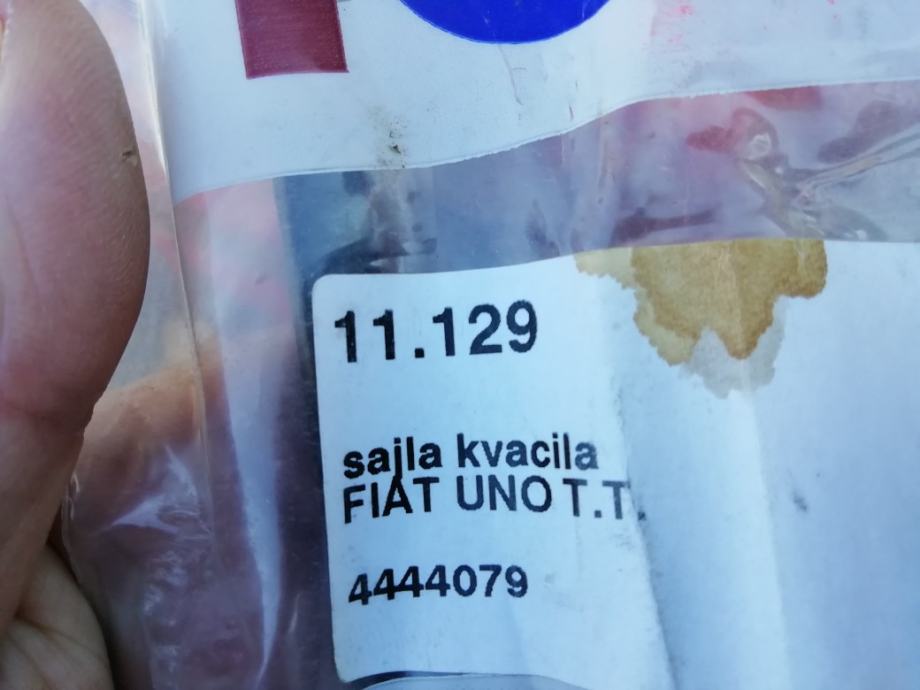 11.129
sajla kvacila
FIAT UNO T.T.
4444079